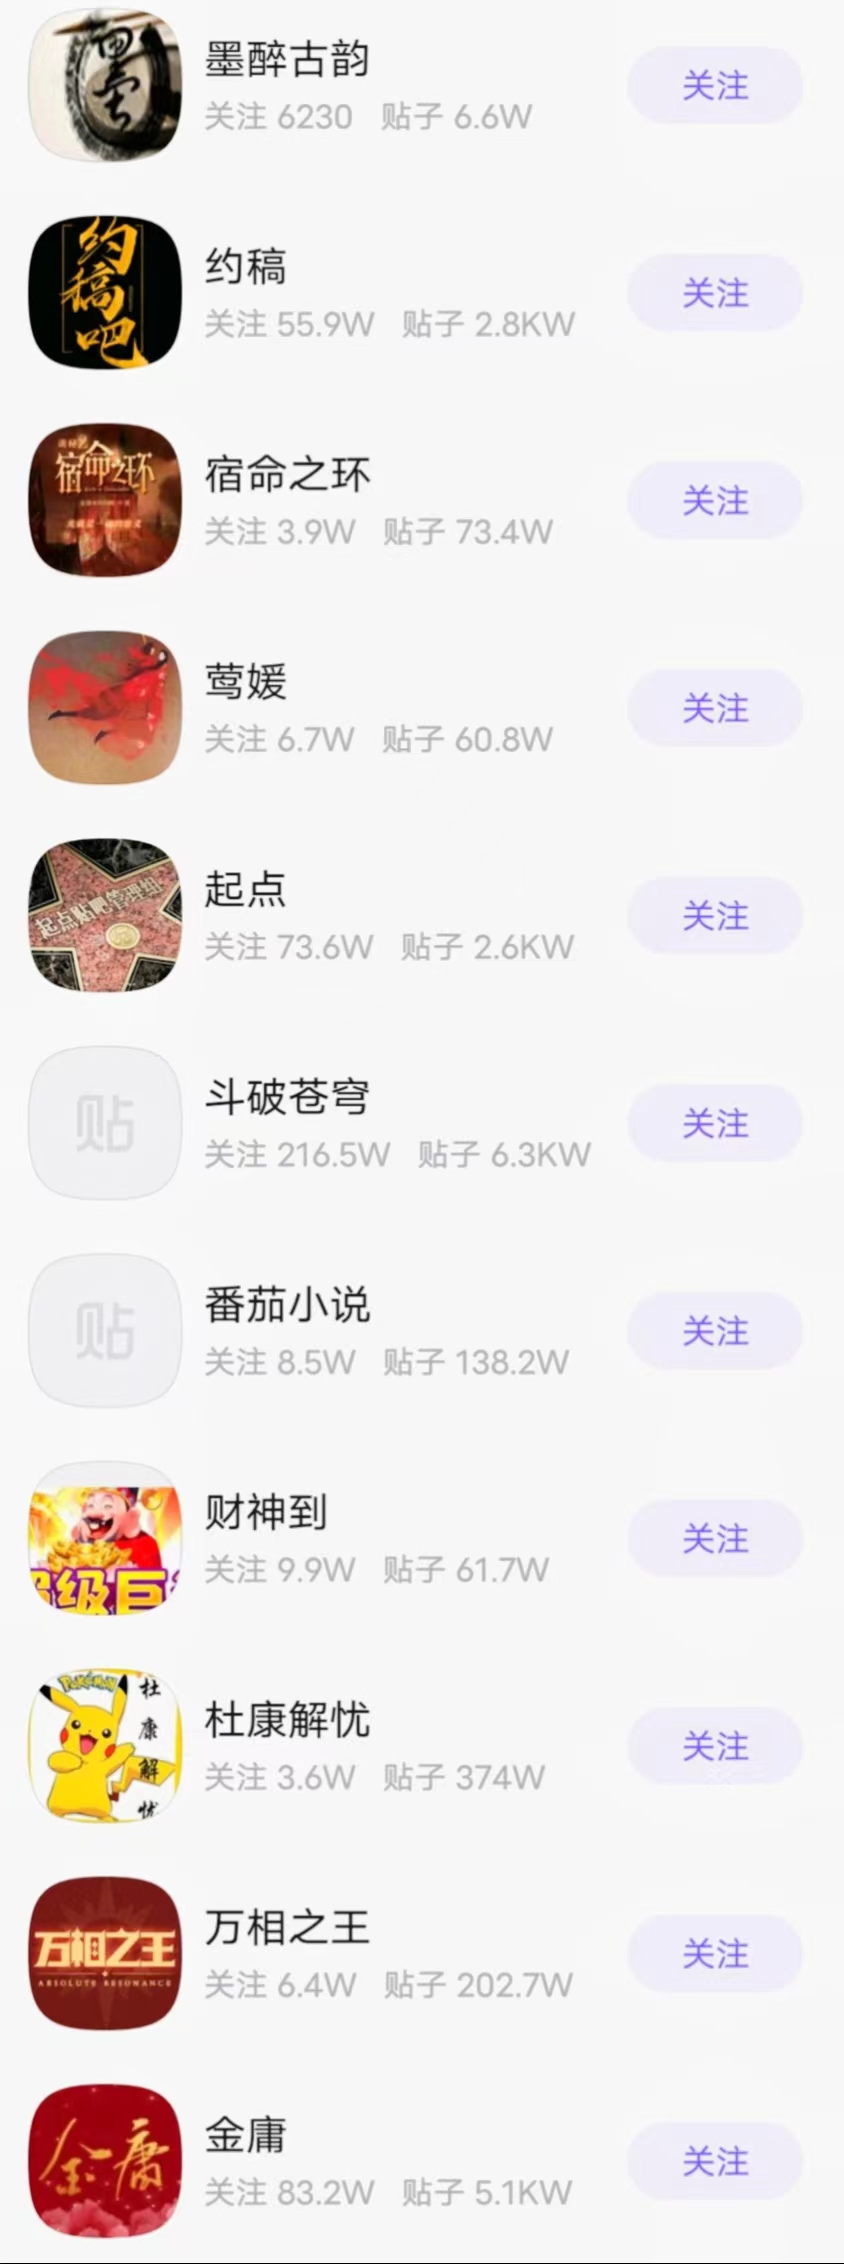 墨醉古韵
关注 6230 贴子 6.6W
关注
约稿吧
约稿
关注 55.9W 贴子 2.8KW
关注
宿命之环
宿命之环
关注 3.9W 贴子 73.4W
关注
莺媛
关注 6.7W 贴子 60.8W
关注
起点贴吧管理组
起点
关注 73.6W 贴子 2.6KW
关注
贴
斗破苍穹
关注 216.5W 贴子 6.3KW
关注
贴
番茄小说
关注 8.5W 贴子 138.2W
关注
超级巨
财神到
关注 9.9W 贴子 61.7W
关注
Pokémon
杜康解忧
杜康解忧
关注 3.6W 贴子 374W
关注
万相之王
ABSOLUTE RESONANCE
万相之王
关注 6.4W 贴子 202.7W
关注
金庸
金庸
关注 83.2W 贴子 5.1KW
关注